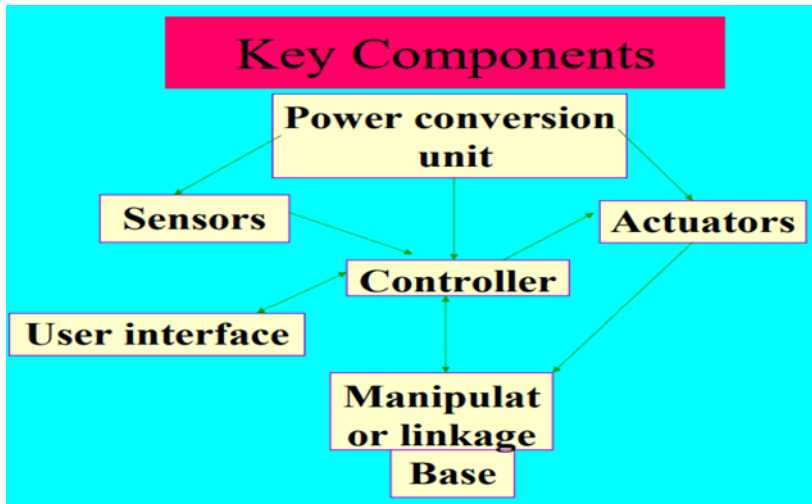 Key Components
Power conversion
unit
Sensors
Actuators
Controller
User interface
Manipulat
or linkage
Base